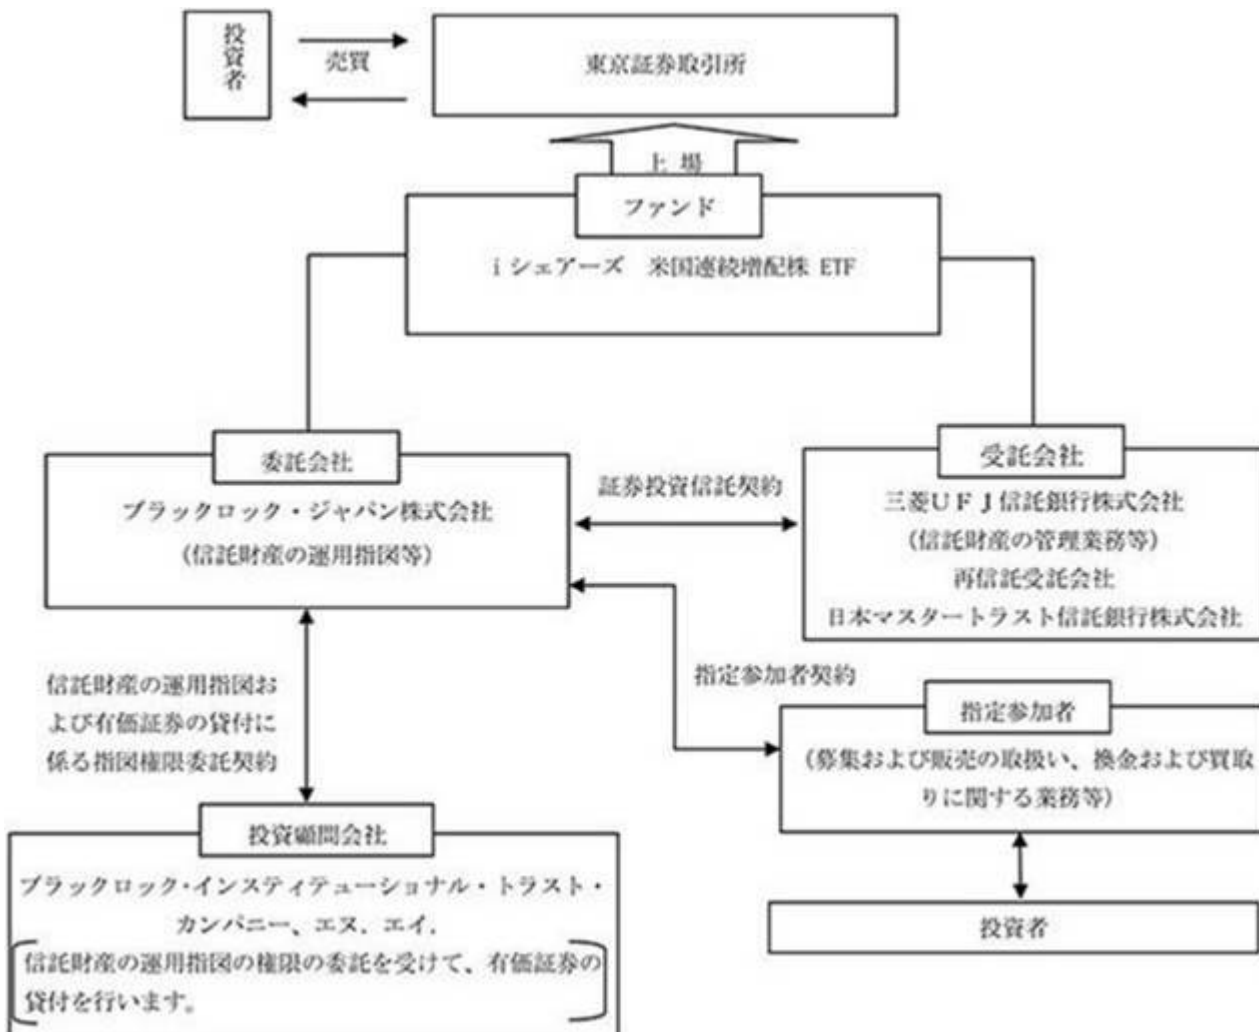 投資者
売買
東京証券取引所
上 場
ファンド
i シェアーズ　米国連続増配株 ETF
委託会社
ブラックロック・ジャパン株式会社
(信託財産の運用指図等)
証券投資信託契約
受託会社
三菱ＵＦＪ信託銀行株式会社
(信託財産の管理業務等)
再信託受託会社
日本マスタートラスト信託銀行株式会社
信託財産の運用指図お
よび有価証券の貸付に
係る指図権限委託契約
指定参加者契約
指定参加者
(募集および販売の取扱い、換金および買取
りに関する業務等)
投資顧問会社
ブラックロック・インスティテューショナル・トラスト・
カンパニー、エヌ．エイ．
信託財産の運用指図の権限の委託を受けて、有価証券の
貸付を行います。
投資者